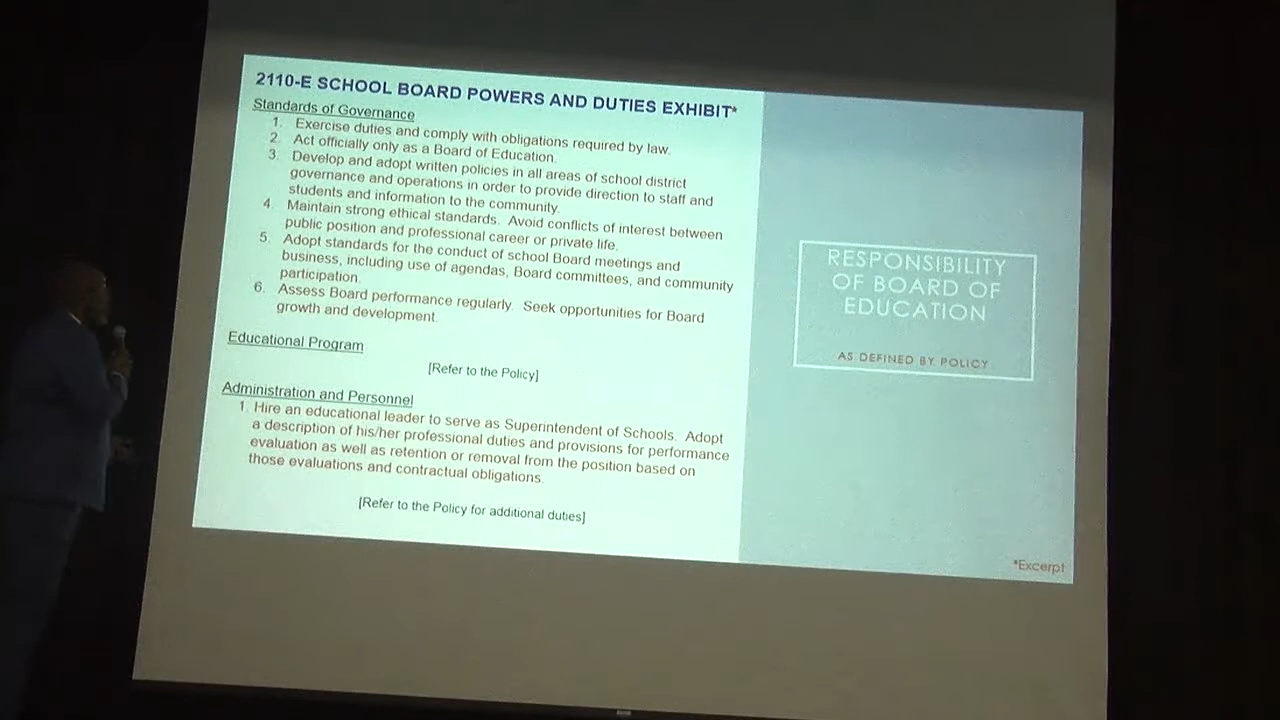 2110-E SCHOOL BOARD POWERS AND DUTIES EXHIBIT*
Standards of Governance
1. Exercise duties and comply with obligations required by law.
2. Act officially only as a Board of Education.
3. Develop and adopt written policies in all areas of school district
governance and operations in order to provide direction to staff and
students and information to the community.
4. Maintain strong ethical standards. Avoid conflicts of interest between
public position and professional career or private life.
5. Adopt standards for the conduct of school Board meetings and
business, including use of agendas, Board committees, and community
participation.
6. Assess Board performance regularly. Seek opportunities for Board
growth and development.
Educational Program
[Refer to the Policy]
Administration and Personnel
1. Hire an educational leader to serve as Superintendent of Schools. Adopt
a description of his/her professional duties and provisions for performance
evaluation as well as retention or removal from the position based on
those evaluations and contractual obligations.
[Refer to the Policy for additional duties]
RESPONSIBILITY
OF BOARD OF
EDUCATION
AS DEFINED BY POLICY
*Excerpt